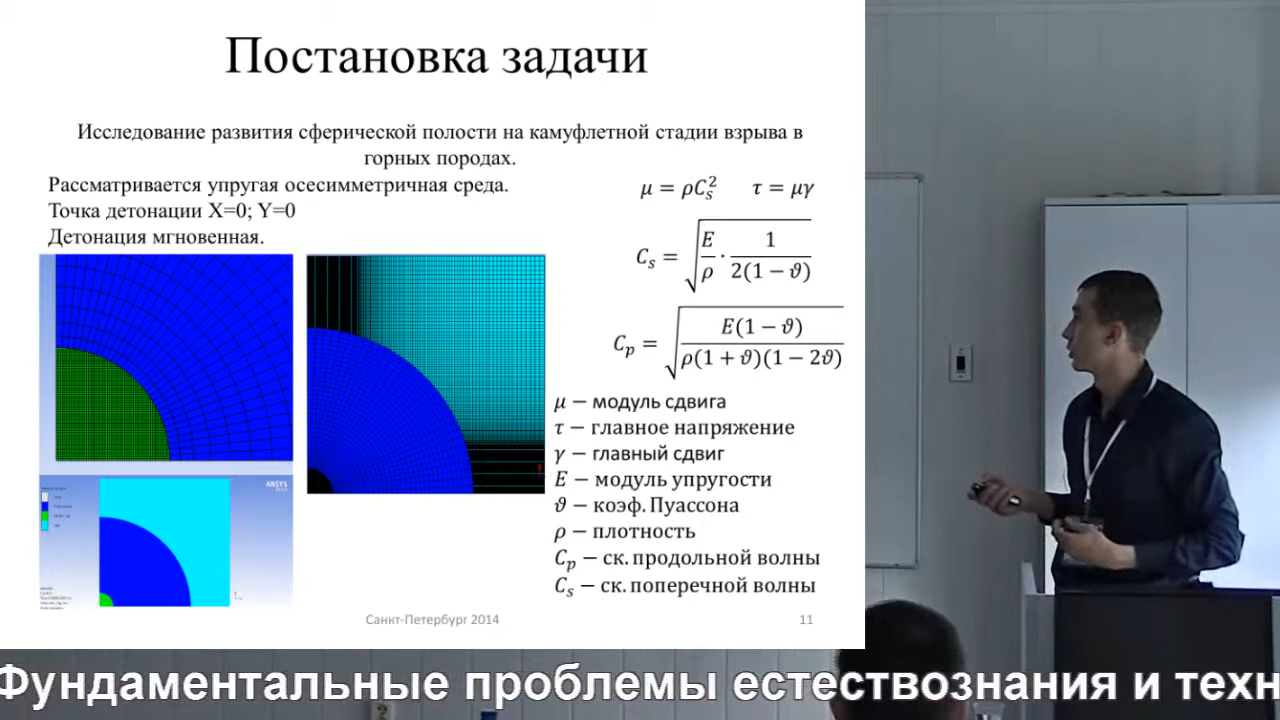 Постановка задачи
Исследование развития сферической полости на камуфлетной стадии взрыва в
горных породах.
Рассматривается упругая осесимметричная среда.
Точка детонации X=0; Y=0
Детонация мгновенная.
μ = ρC_s^2 τ = μγ
C_s = √(E/ρ · 1/(2(1 − ϑ)))
C_p = √(E(1 − ϑ)/(ρ(1 + ϑ)(1 − 2ϑ)))
μ − модуль сдвига
τ − главное напряжение
γ − главный сдвиг
E − модуль упругости
ϑ − коэф. Пуассона
ρ − плотность
C_p − ск. продольной волны
C_s − ск. поперечной волны
ANSYS
Санкт-Петербург 2014
11
Фундаментальные проблемы естествознания и техн